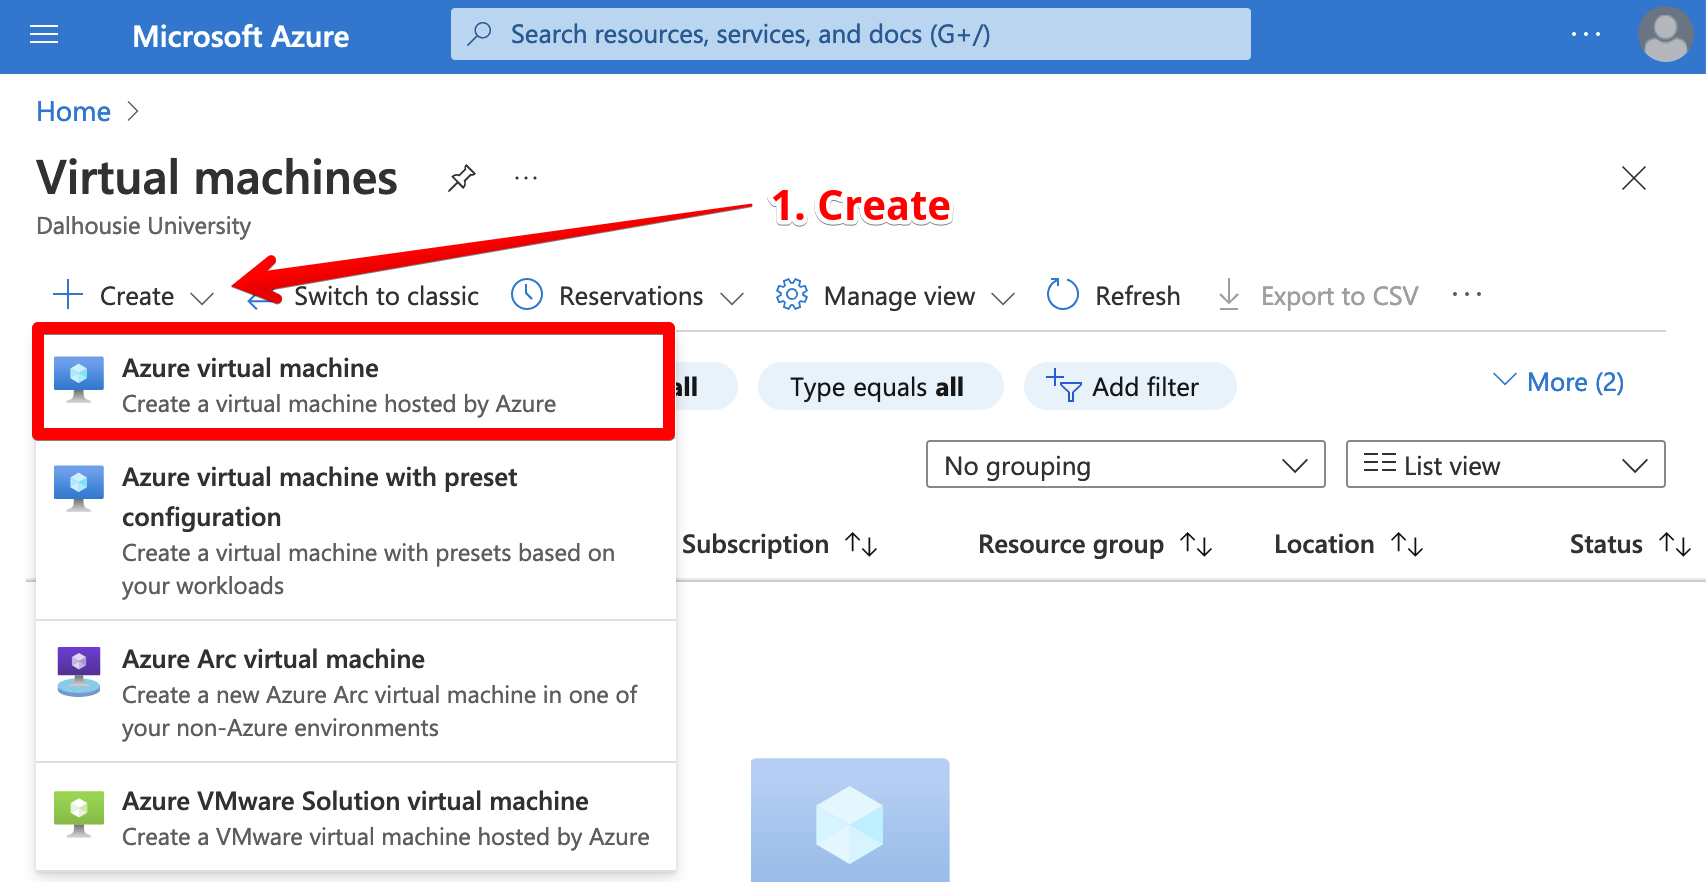 Microsoft Azure
Search resources, services, and docs (G+/)
Home
Virtual machines
Dalhousie University
1. Create
Create
Switch to classic
Reservations
Manage view
Refresh
Export to CSV
Azure virtual machine
Create a virtual machine hosted by Azure
all
Type equals all
Add filter
More (2)
Azure virtual machine with preset
configuration
Create a virtual machine with presets based on
your workloads
No grouping
List view
Subscription
Resource group
Location
Status
Azure Arc virtual machine
Create a new Azure Arc virtual machine in one of
your non-Azure environments
Azure VMware Solution virtual machine
Create a VMware virtual machine hosted by Azure